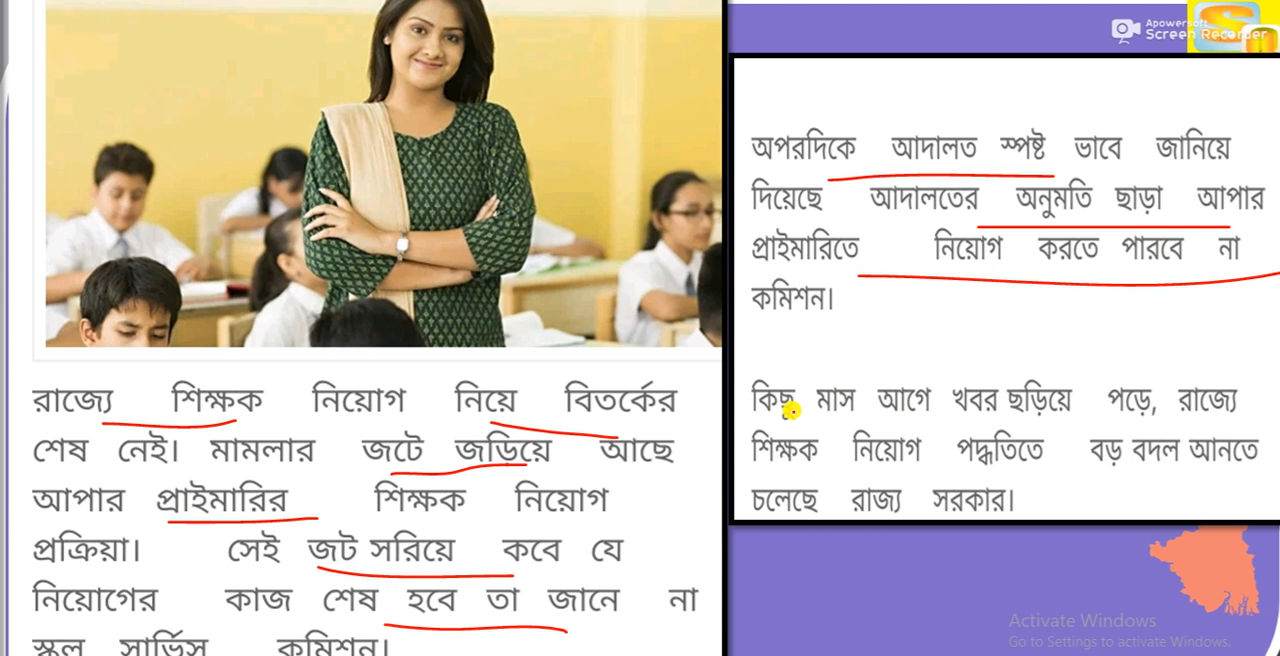 রাজ্যে শিক্ষক নিয়োগ নিয়ে বিতর্কের
শেষ নেই। মামলার জটে জড়িয়ে আছে
আপার প্রাইমারির শিক্ষক নিয়োগ
প্রক্রিয়া। সেই জট সরিয়ে কবে যে
নিয়োগের কাজ শেষ হবে তা জানে না
স্কুল সার্ভিস কমিশন।
Apowersoft
Screen Recorder
অপরদিকে আদালত স্পষ্ট ভাবে জানিয়ে
দিয়েছে আদালতের অনুমতি ছাড়া আপার
প্রাইমারিতে নিয়োগ করতে পারবে না
কমিশন।
কিছু মাস আগে খবর ছড়িয়ে পড়ে, রাজ্যে
শিক্ষক নিয়োগ পদ্ধতিতে বড় বদল আনতে
চলেছে রাজ্য সরকার।
Activate Windows
Go to Settings to activate Windows.